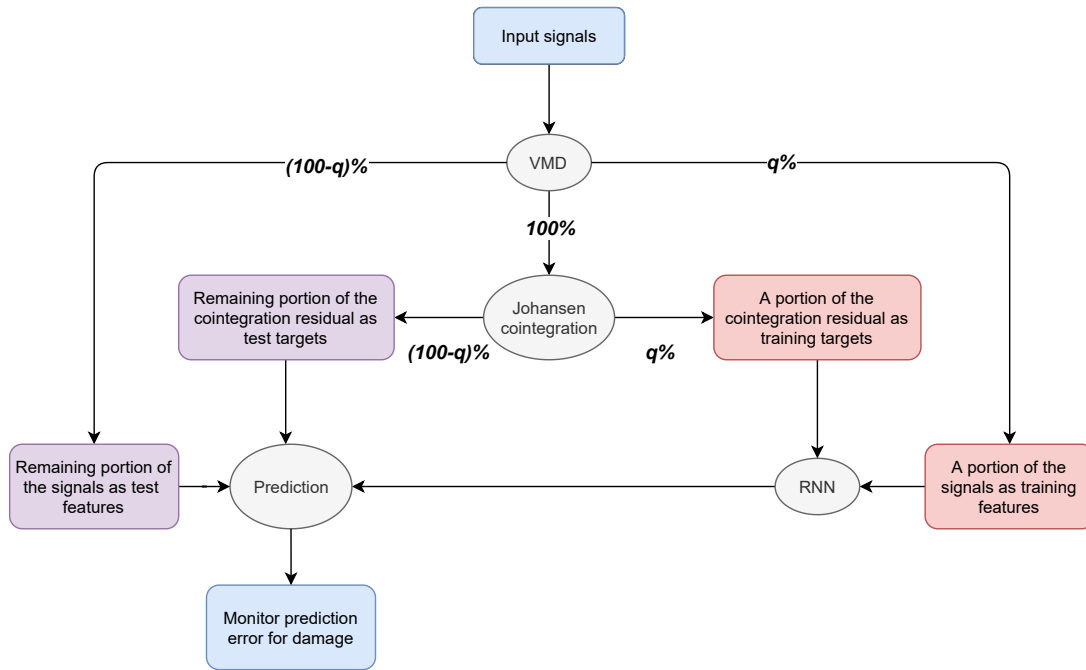 Input signals
VMD
(100-q)%
q%
100%
Remaining portion of the
cointegration residual as
test targets
Johansen
cointegration
A portion of the
cointegration residual as
training targets
(100-q)%
q%
Remaining portion of
the signals as test
features
Prediction
RNN
A portion of the
signals as training
features
Monitor prediction
error for damage